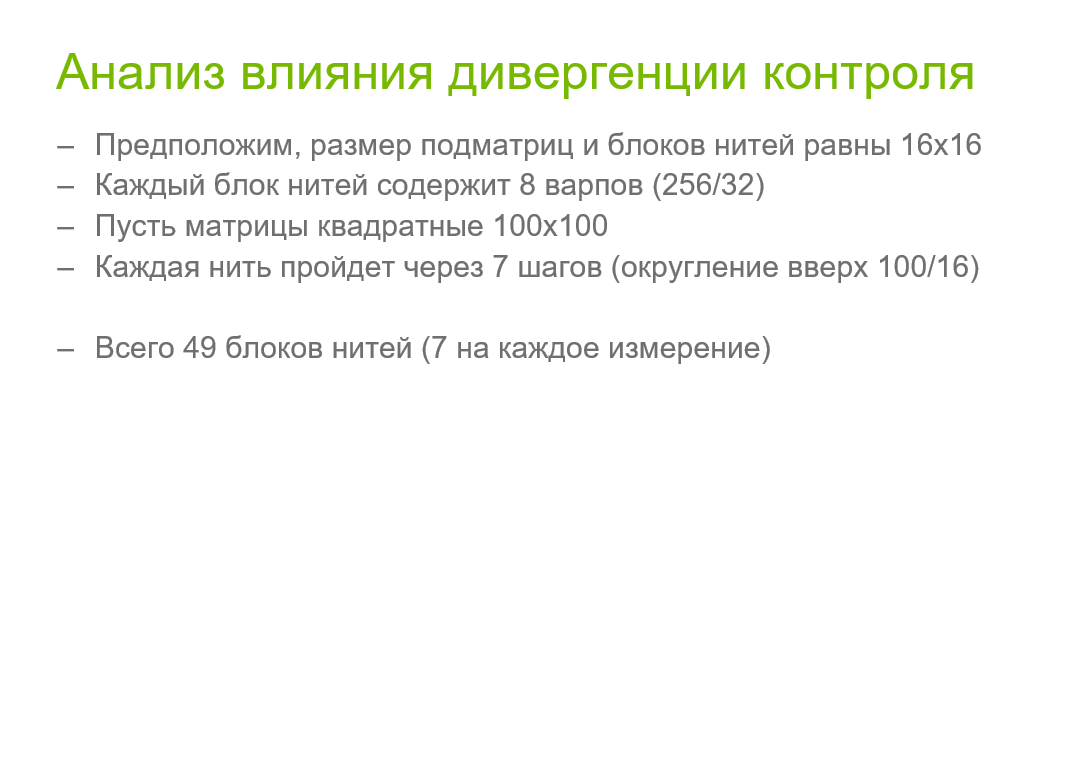 Анализ влияния дивергенции контроля
– Предположим, размер подматриц и блоков нитей равны 16x16
– Каждый блок нитей содержит 8 варпов (256/32)
– Пусть матрицы квадратные 100x100
– Каждая нить пройдет через 7 шагов (округление вверх 100/16)
– Всего 49 блоков нитей (7 на каждое измерение)